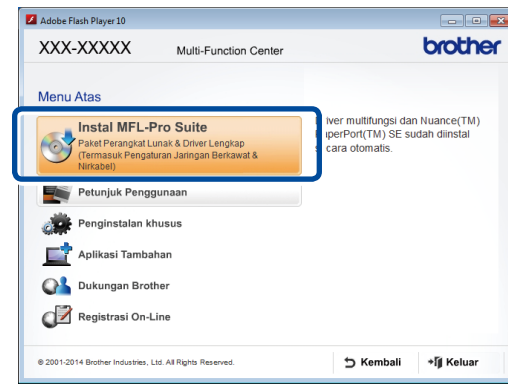 Adobe Flash Player 10
XXX-XXXXX
Multi-Function Center
brother
Menu Atas
Instal MFL-Pro Suite
Paket Perangkat Lunak & Driver Lengkap
(Termasuk Pengaturan Jaringan Berkawat &
Nirkabel)
iver multifungsi dan Nuance(TM)
aperPort(TM) SE sudah diinstal
cara otomatis.
Petunjuk Penggunaan
Penginstalan khusus
Aplikasi Tambahan
Dukungan Brother
Registrasi On-Line
© 2001-2014 Brother Industries, Ltd. All Rights Reserved.
Kembali
Keluar